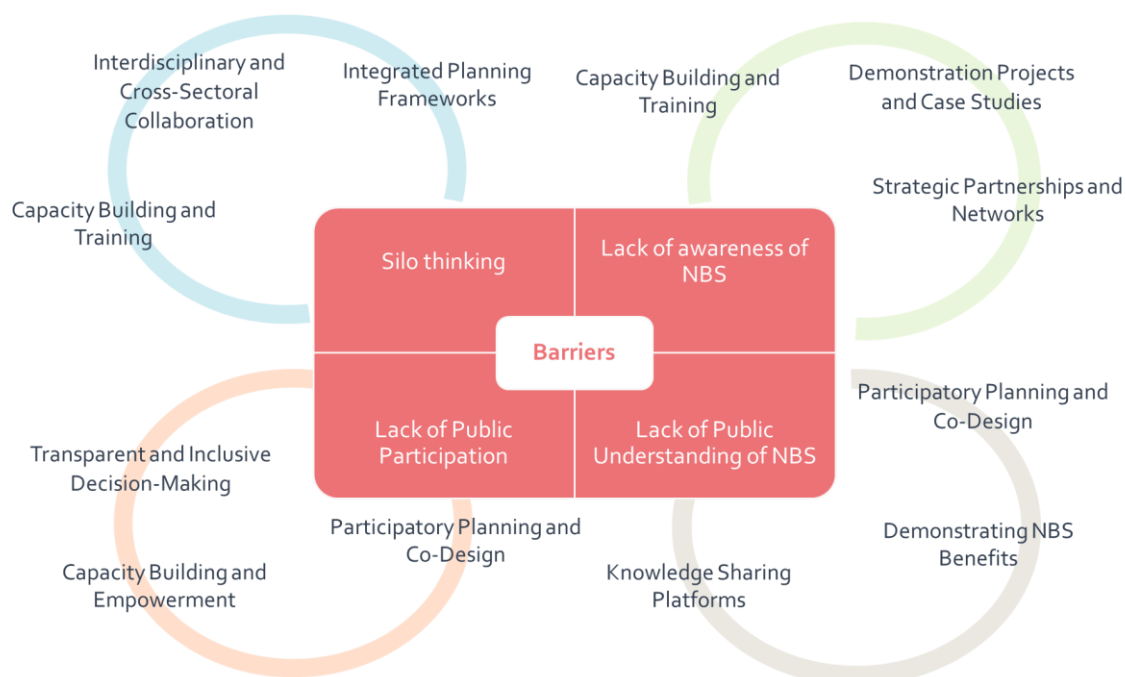 Interdisciplinary and
Cross-Sectoral
Collaboration
Integrated Planning
Frameworks
Capacity Building and
Training
Capacity Building and
Training
Demonstration Projects
and Case Studies
Strategic Partnerships and
Networks
Silo thinking
Lack of awareness of
NBS
Barriers
Lack of Public
Participation
Lack of Public
Understanding of NBS
Transparent and Inclusive
Decision-Making
Capacity Building and
Empowerment
Participatory Planning and
Co-Design
Participatory Planning and
Co-Design
Demonstrating NBS
Benefits
Knowledge Sharing
Platforms